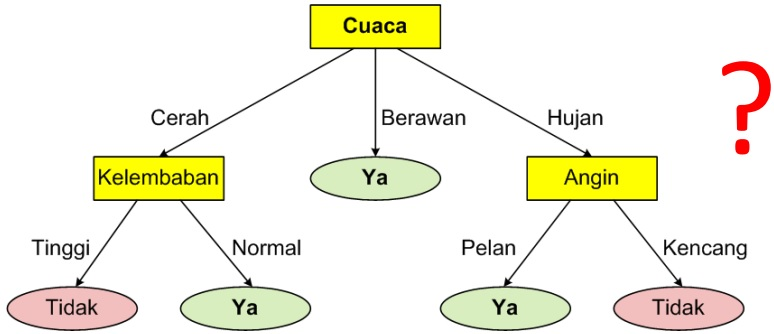 Cuaca
?
Cerah
Berawan
Hujan
Kelembaban
Ya
Angin
Tinggi
Normal
Pelan
Kencang
Tidak
Ya
Ya
Tidak